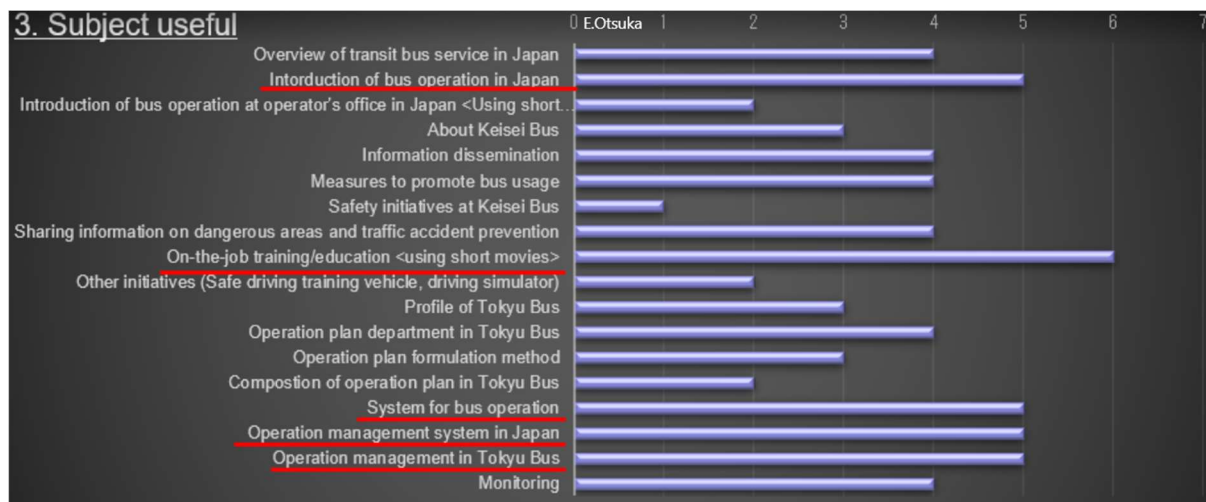 3. Subject useful
0 E.Otsuka 1 2 3 4 5 6 7
Overview of transit bus service in Japan
Intorduction of bus operation in Japan
Introduction of bus operation at operator's office in Japan <Using short...
About Keisei Bus
Information dissemination
Measures to promote bus usage
Safety initiatives at Keisei Bus
Sharing information on dangerous areas and traffic accident prevention
On-the-job training/education <using short movies>
Other initiatives (Safe driving training vehicle, driving simulator)
Profile of Tokyu Bus
Operation plan department in Tokyu Bus
Operation plan formulation method
Compostion of operation plan in Tokyu Bus
System for bus operation
Operation management system in Japan
Operation management in Tokyu Bus
Monitoring